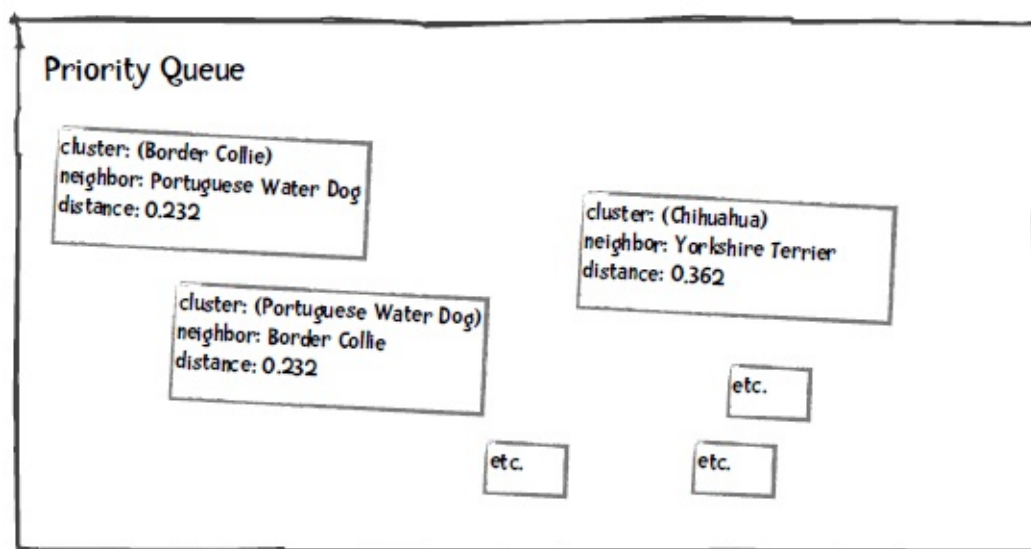 Priority Queue
cluster: (Border Collie)
neighbor: Portuguese Water Dog
distance: 0.232
cluster: (Chihuahua)
neighbor: Yorkshire Terrier
distance: 0.362
cluster: (Portuguese Water Dog)
neighbor: Border Collie
distance: 0.232
etc.
etc.
etc.